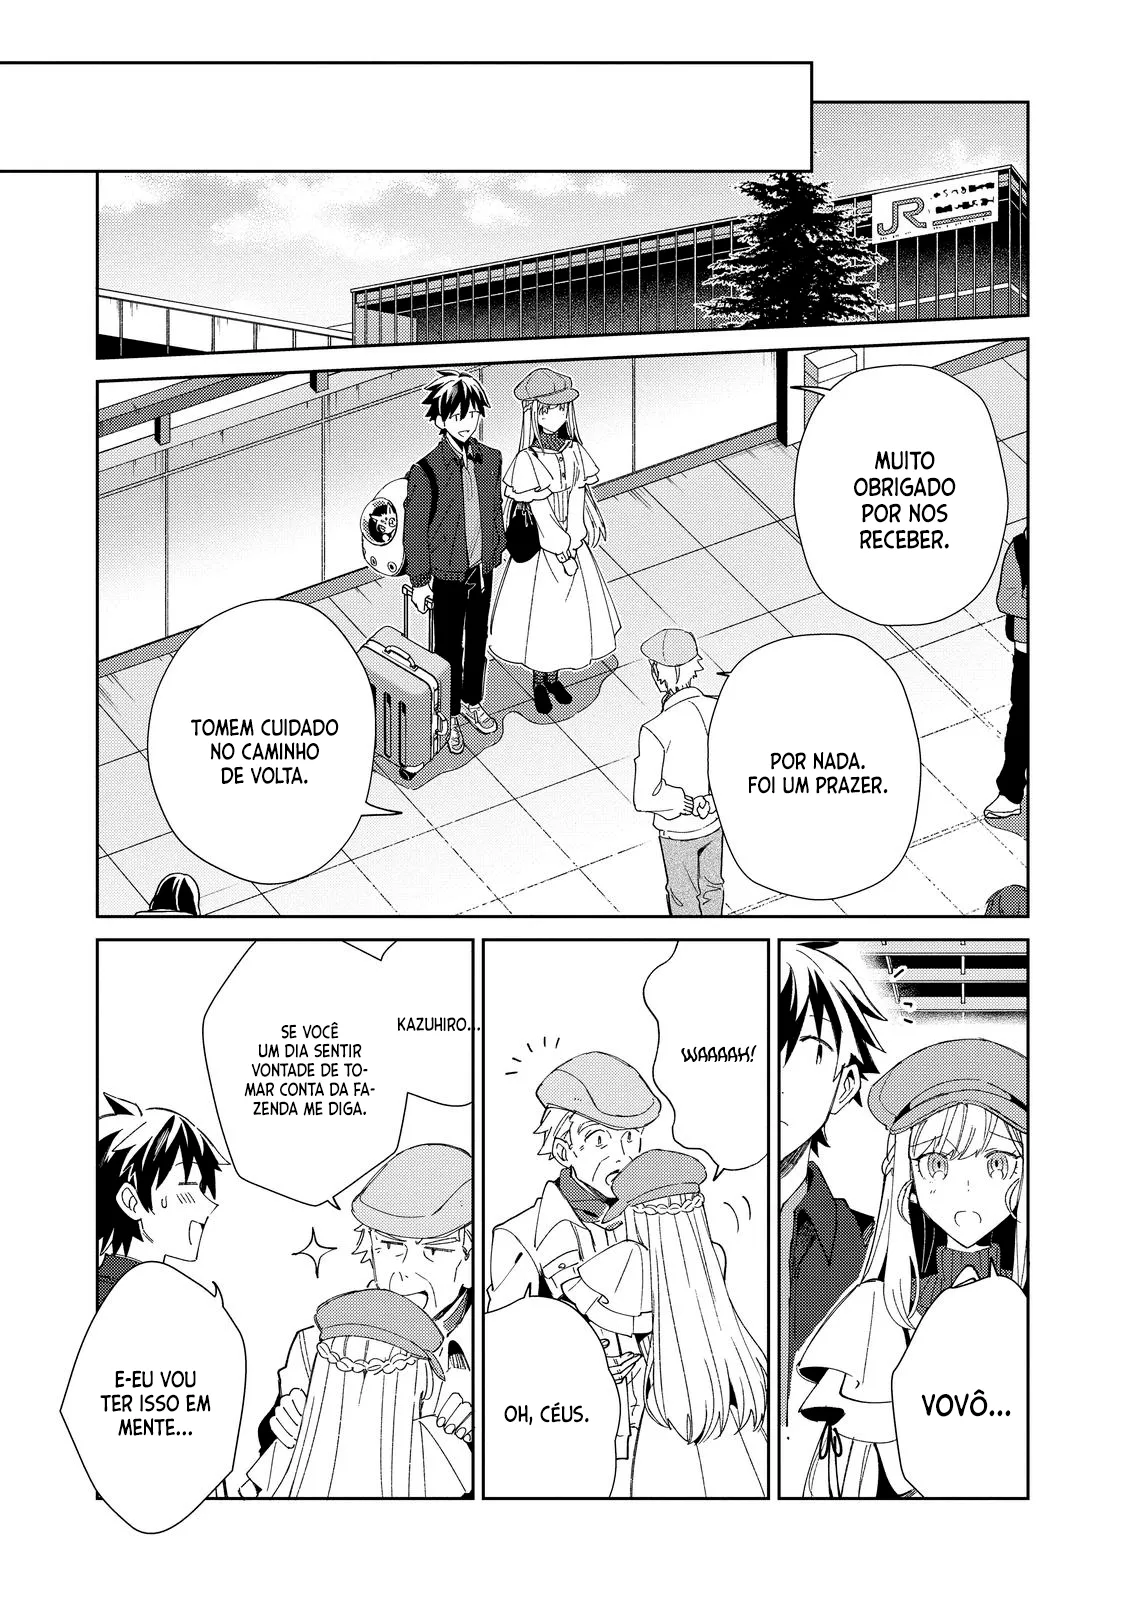 JR
MUITO
OBRIGADO
POR NOS
RECEBER.
POR NADA.
FOI UM PRAZER.
TOMEM CUIDADO
NO CAMINHO
DE VOLTA.
VOVÔ...
WAAAAH!
OH, CÉUS.
KAZUHIRO...
SE VOCÊ
UM DIA SENTIR
VONTADE DE TO-
MAR CONTA DA FA-
ZENDA ME DIGA.
E-EU VOU
TER ISSO EM
MENTE...